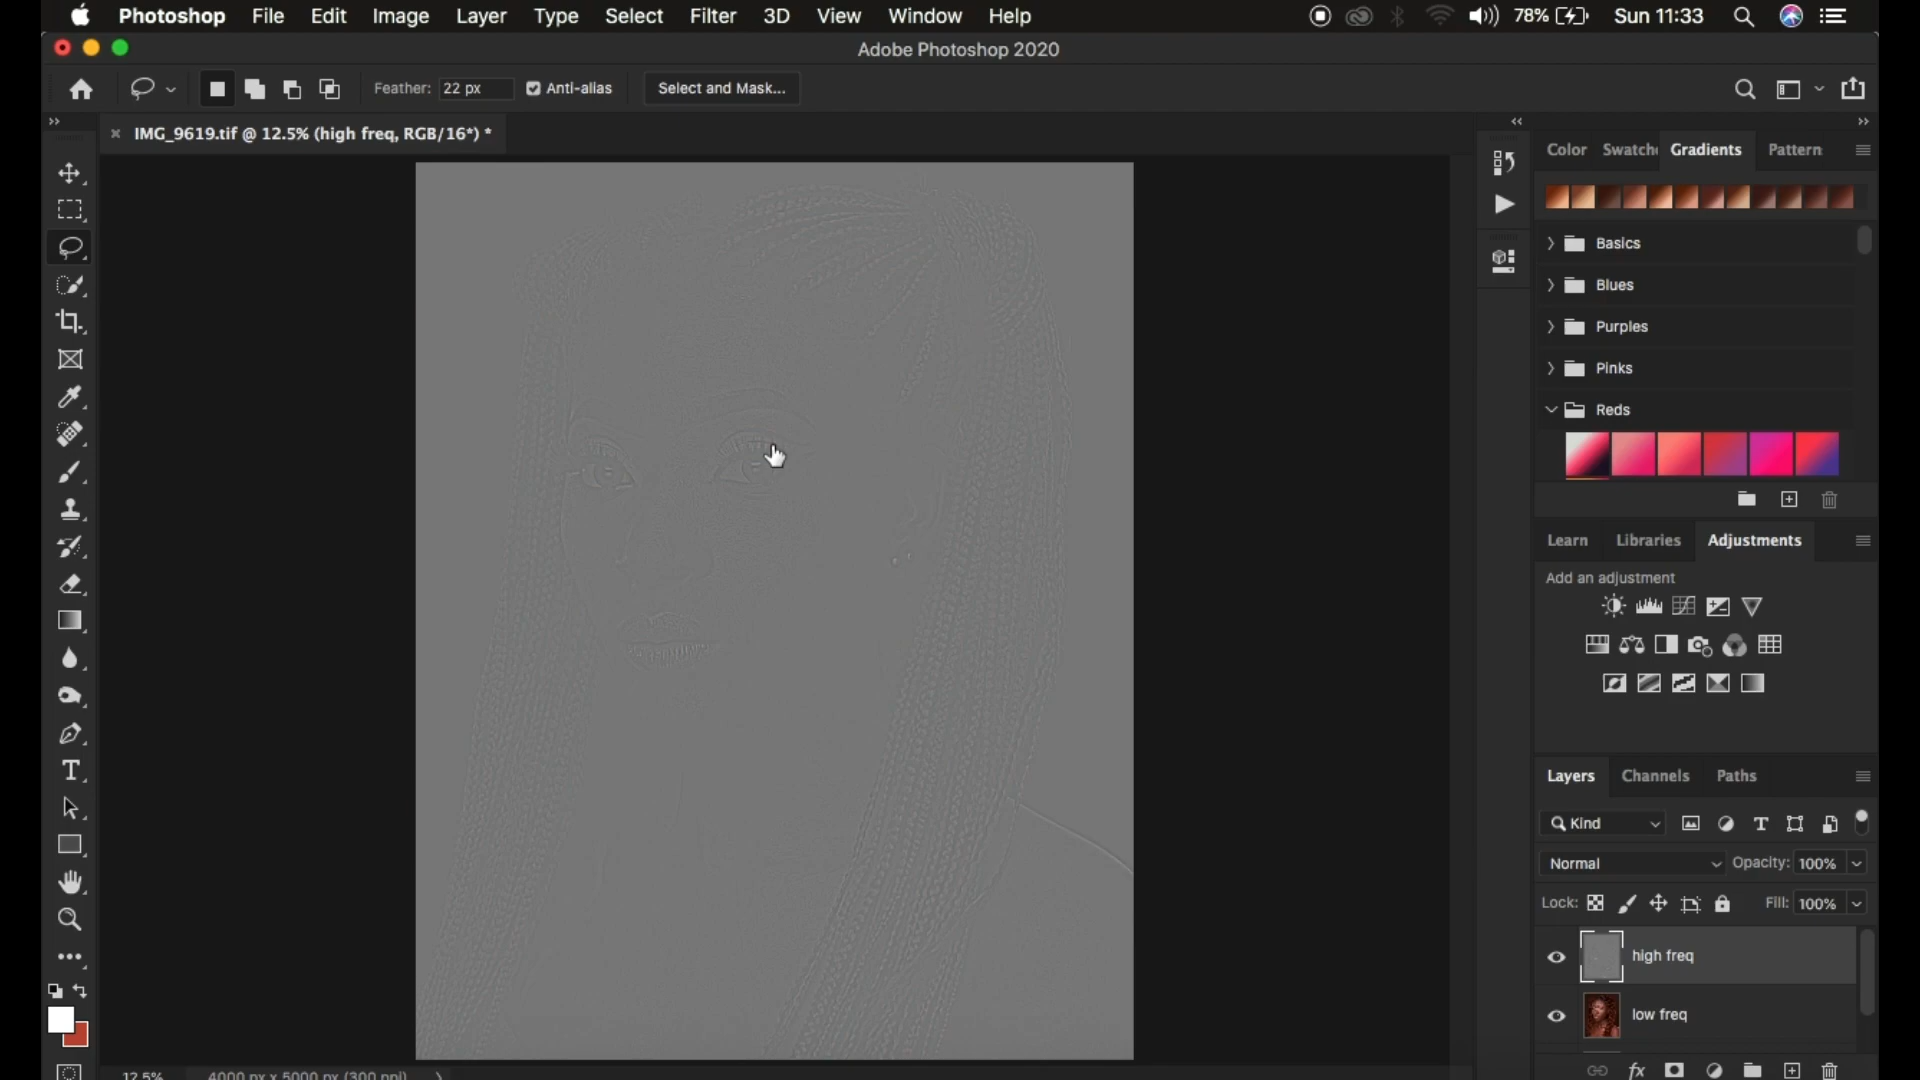 Photoshop File Edit Image Layer Type Select Filter 3D View Window Help 78% Sun 11:33
Adobe Photoshop 2020
Feather: 22 px Anti-alias Select and Mask...
IMG_9619.tif @ 12.5% (high freq, RGB/16*) *
Color Swatche Gradients Pattern
Basics
Blues
Purples
Pinks
Reds
Learn Libraries Adjustments
Add an adjustment
Layers Channels Paths
Kind
Normal Opacity: 100%
Lock: Fill: 100%
high freq
low freq
fx
12.5% 4000 px x 5000 px (300 ppi)